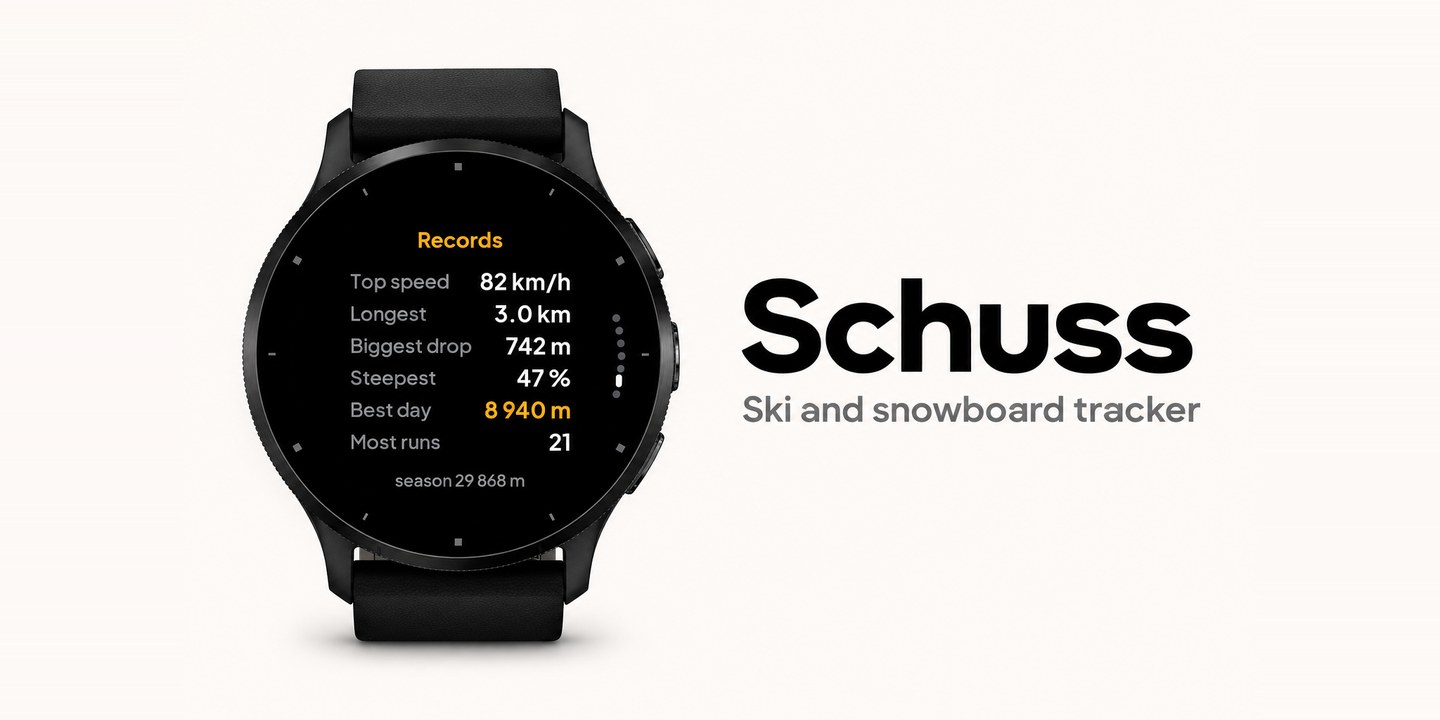 Records
Top speed 82 km/h
Longest 3.0 km
Biggest drop 742 m
Steepest 47 %
Best day 8 940 m
Most runs 21
season 29 868 m
Schuss
Ski and snowboard tracker